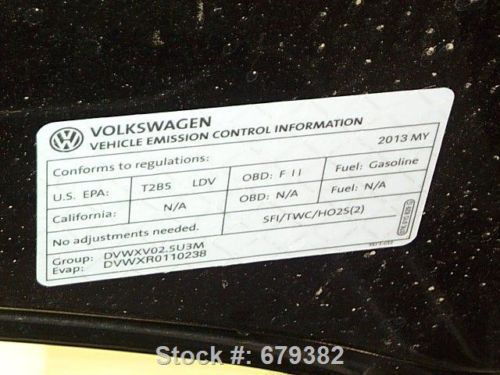 VOLKSWAGEN
VEHICLE EMISSION CONTROL INFORMATION
2013 MY
Conforms to regulations:
U.S. EPA: T2B5 LDV OBD: F II Fuel: Gasoline
California: N/A OBD: N/A Fuel: N/A
No adjustments needed. SFI/TWC/HO2S(2)
Group: DVWXV02.5U3M
Evap: DVWXR0110238
Stock #: 679382